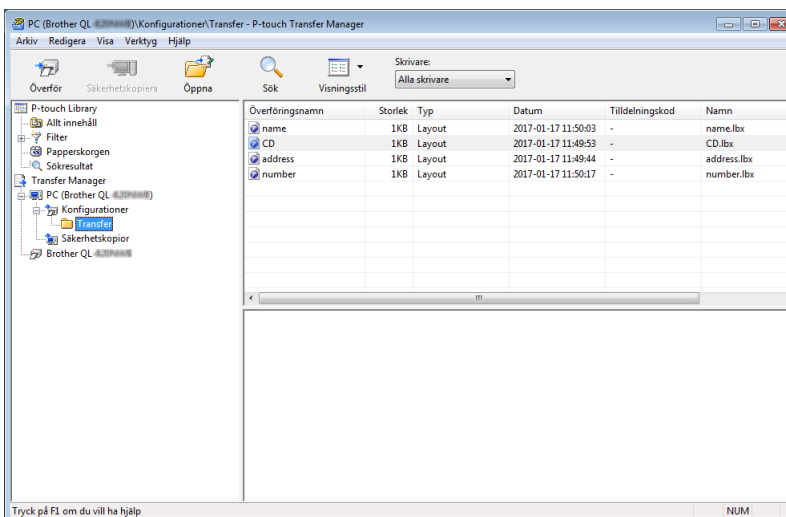 PC (Brother QL )\Konfigurationer\Transfer - P-touch Transfer Manager
Arkiv Redigera Visa Verktyg Hjälp
Skrivare:
Alla skrivare
Överför Säkerhetskopiera Öppna Sök Visningsstil
P-touch Library
Allt innehåll
Filter
Papperskorgen
Sökresultat
Transfer Manager
PC (Brother QL )
Konfigurationer
Transfer
Säkerhetskopior
Brother QL
Överföringsnamn Storlek Typ Datum Tilldelningskod Namn
name 1KB Layout 2017-01-17 11:50:03 - name.lbx
CD 1KB Layout 2017-01-17 11:49:53 - CD.lbx
address 1KB Layout 2017-01-17 11:49:44 - address.lbx
number 1KB Layout 2017-01-17 11:50:17 - number.lbx
Tryck på F1 om du vill ha hjälp NUM